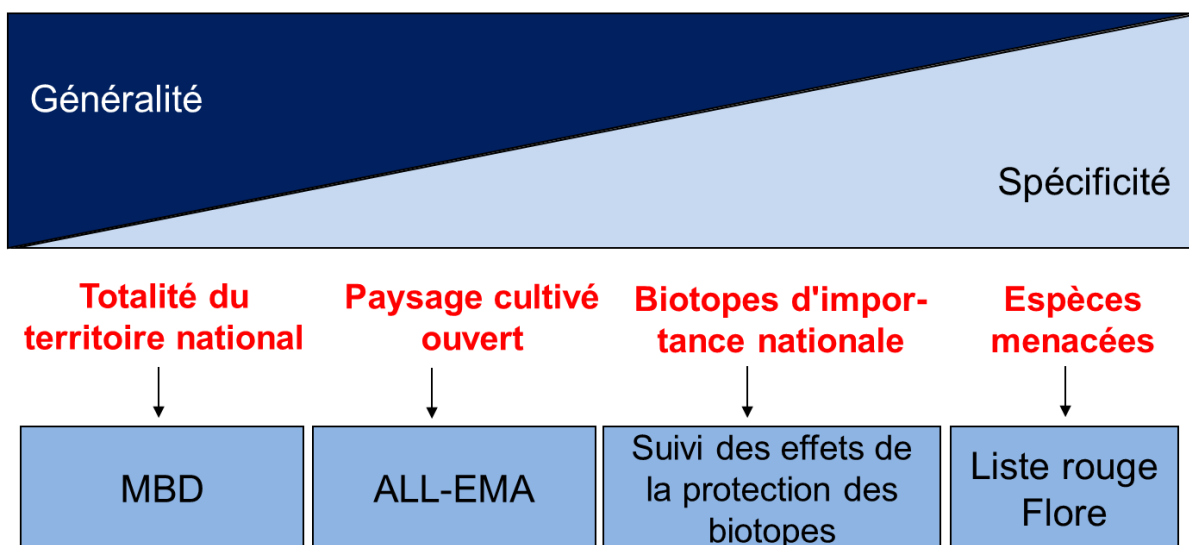 Généralité
Spécificité
Totalité du
territoire national
Paysage cultivé
ouvert
Biotopes d'impor-
tance nationale
Espèces
menacées
MBD
ALL-EMA
Suivi des effets de
la protection des
biotopes
Liste rouge
Flore